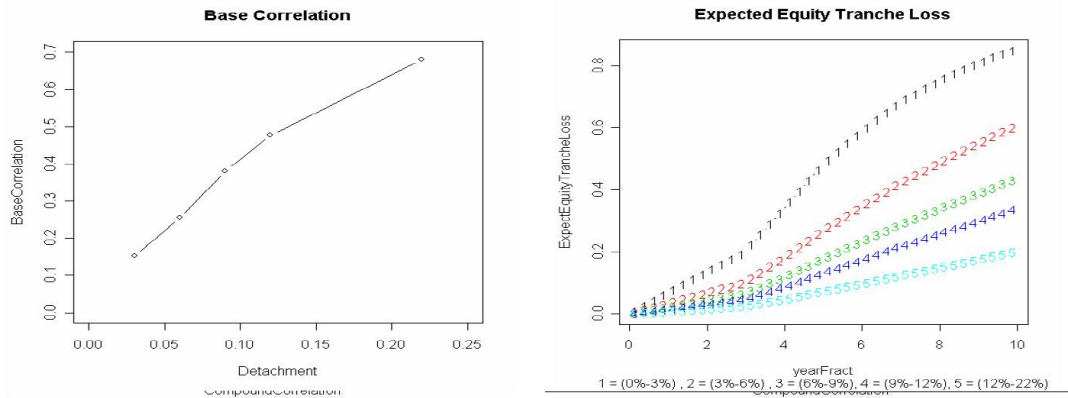 Base Correlation
BaseCorrelation
0.0 0.1 0.2 0.3 0.4 0.5 0.6 0.7
0.00 0.05 0.10 0.15 0.20 0.25
Detachment
CompoundCorrelation
Expected Equity Tranche Loss
ExpectEquityTrancheLoss
0.0 0.2 0.4 0.6 0.8
0 2 4 6 8 10
yearFract
1 = (0%-3%) , 2 = (3%-6%) , 3 = (6%-9%), 4 = (9%-12%), 5 = (12%-22%)
CompoundCorrelation